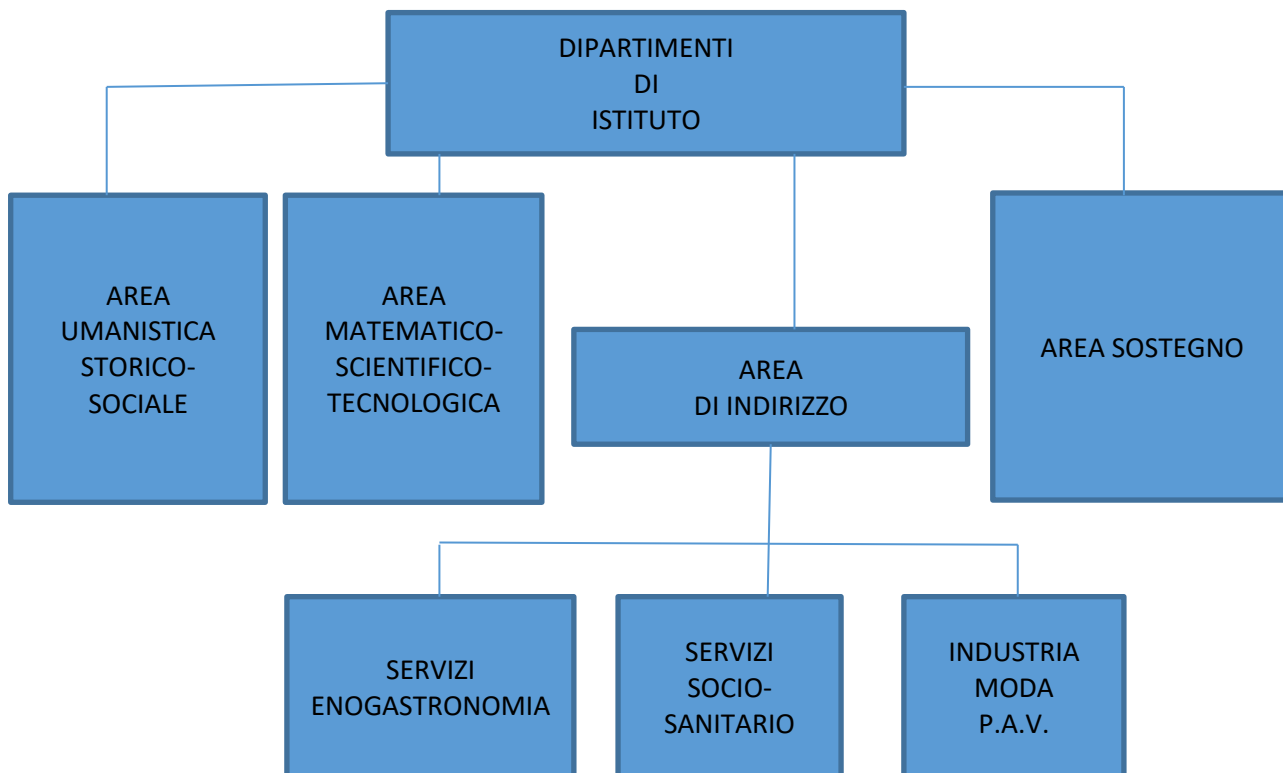 DIPARTIMENTI
DI
ISTITUTO
AREA
UMANISTICA
STORICO-
SOCIALE
AREA
MATEMATICO-
SCIENTIFICO-
TECNOLOGICA
AREA
DI INDIRIZZO
AREA SOSTEGNO
SERVIZI
ENOGASTRONOMIA
SERVIZI
SOCIO-
SANITARIO
INDUSTRIA
MODA
P.A.V.